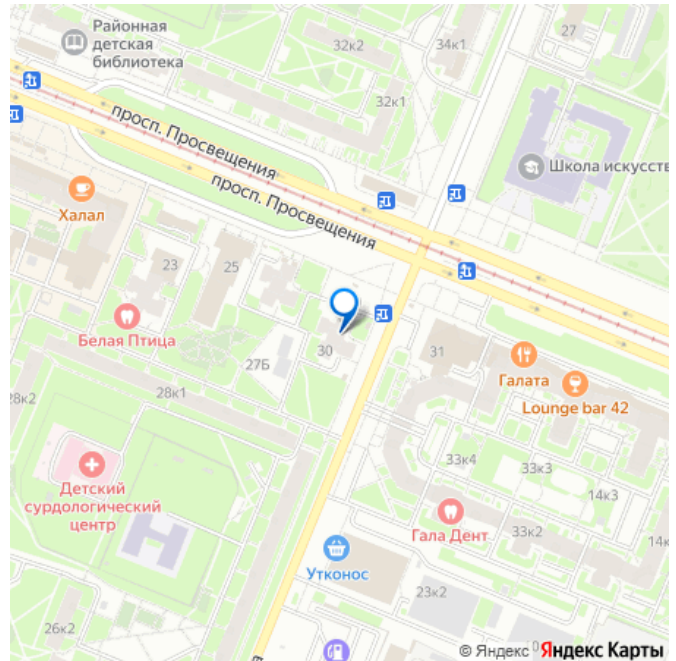 Районная
детская
библиотека
32к2
34к1
27
32к1
просп. Просвещения
просп. Просвещения
Школа искусств
Халал
23
25
Белая Птица
30
27Б
31
Галата
Lounge bar 42
28к2
28к1
33к4
33к3
14к3
Детский
сурдологический
центр
Гала Дент
33к2
14к
Утконос
23к2
26к2
© Яндекс
Яндекс Карты